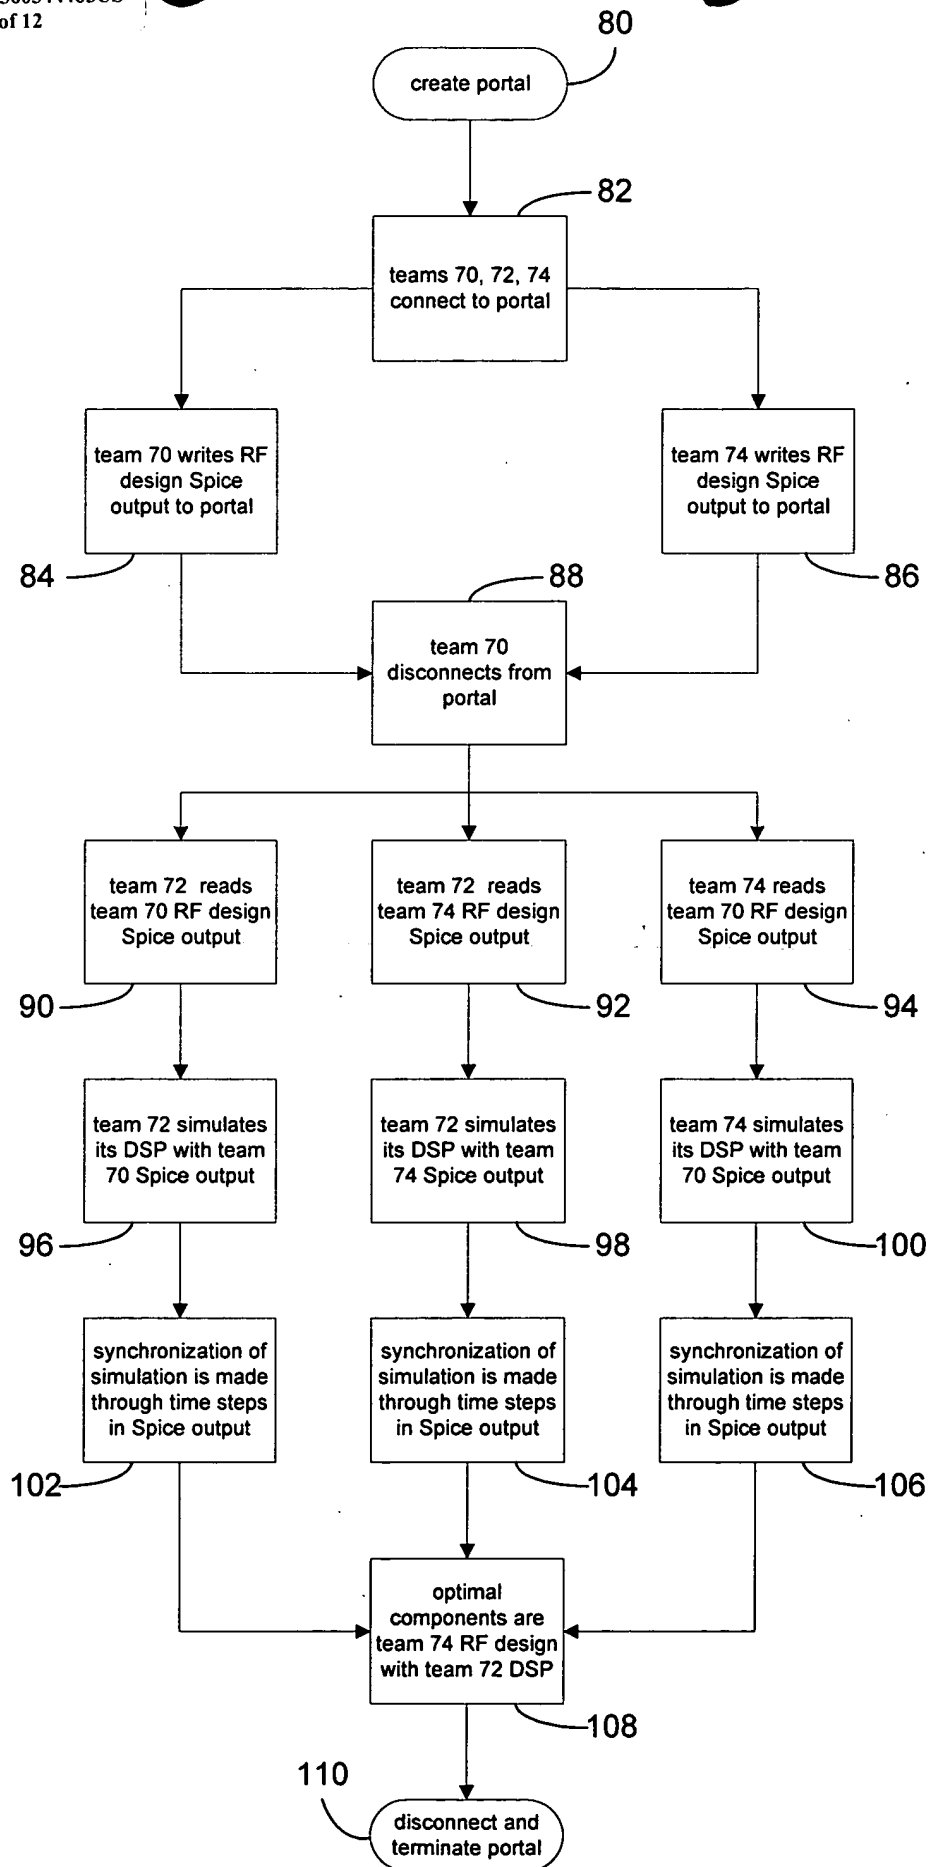 of 12
80
create portal
82
teams 70, 72, 74
connect to portal
team 70 writes RF
design Spice
output to portal
team 74 writes RF
design Spice
output to portal
84
88
86
team 70
disconnects from
portal
team 72 reads
team 70 RF design
Spice output
team 72 reads
team 74 RF design
Spice output
team 74 reads
team 70 RF design
Spice output
90
92
94
team 72 simulates
its DSP with team
70 Spice output
team 72 simulates
its DSP with team
74 Spice output
team 74 simulates
its DSP with team
70 Spice output
96
98
100
synchronization of
simulation is made
through time steps
in Spice output
synchronization of
simulation is made
through time steps
in Spice output
synchronization of
simulation is made
through time steps
in Spice output
102
104
106
optimal
components are
team 74 RF design
with team 72 DSP
108
110
disconnect and
terminate portal